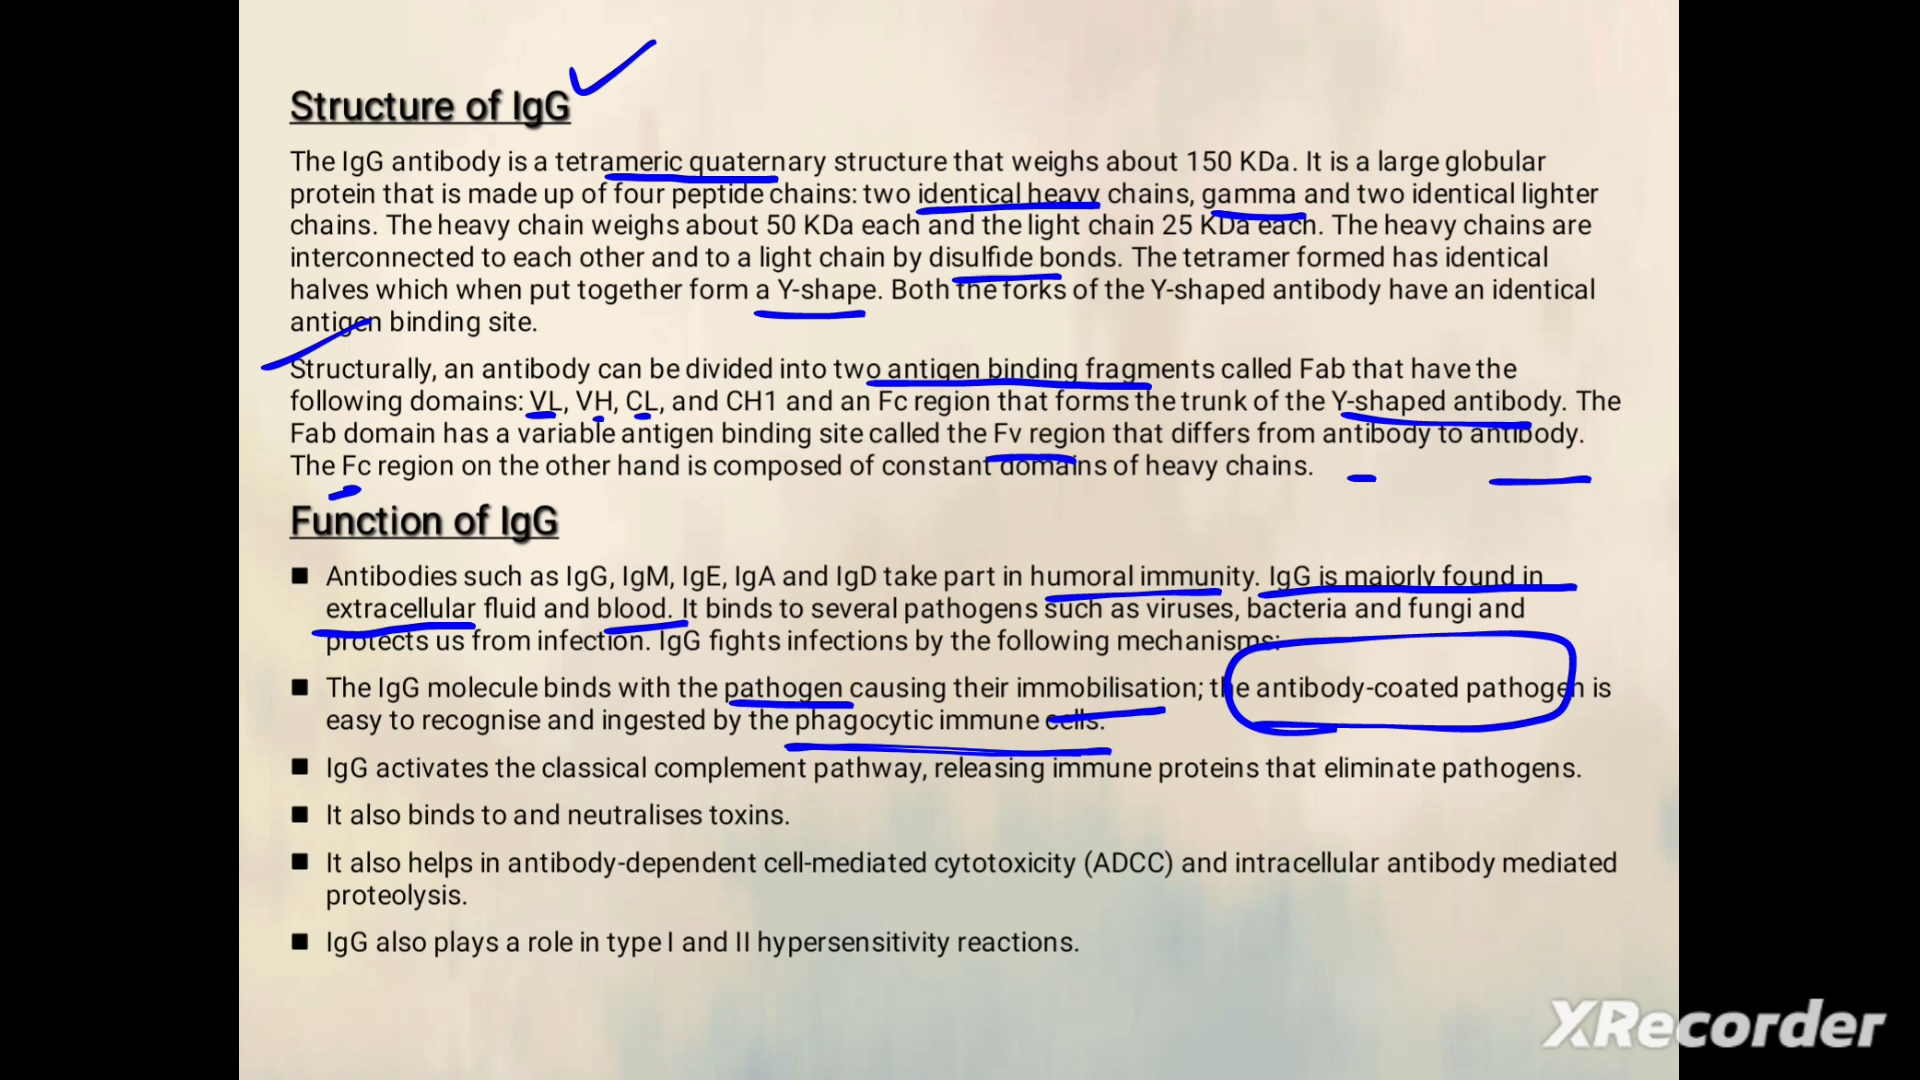 Structure of IgG
The IgG antibody is a tetrameric quaternary structure that weighs about 150 KDa. It is a large globular
protein that is made up of four peptide chains: two identical heavy chains, gamma and two identical lighter
chains. The heavy chain weighs about 50 KDa each and the light chain 25 KDa each. The heavy chains are
interconnected to each other and to a light chain by disulfide bonds. The tetramer formed has identical
halves which when put together form a Y-shape. Both the forks of the Y-shaped antibody have an identical
antigen binding site.
Structurally, an antibody can be divided into two antigen binding fragments called Fab that have the
following domains: VL, VH, CL, and CH1 and an Fc region that forms the trunk of the Y-shaped antibody. The
Fab domain has a variable antigen binding site called the Fv region that differs from antibody to antibody.
The Fc region on the other hand is composed of constant domains of heavy chains.
Function of IgG
■ Antibodies such as IgG, IgM, IgE, IgA and IgD take part in humoral immunity. IgG is majorly found in
extracellular fluid and blood. It binds to several pathogens such as viruses, bacteria and fungi and
protects us from infection. IgG fights infections by the following mechanisms:
■ The IgG molecule binds with the pathogen causing their immobilisation; the antibody-coated pathogen is
easy to recognise and ingested by the phagocytic immune cells.
■ IgG activates the classical complement pathway, releasing immune proteins that eliminate pathogens.
■ It also binds to and neutralises toxins.
■ It also helps in antibody-dependent cell-mediated cytotoxicity (ADCC) and intracellular antibody mediated
proteolysis.
■ IgG also plays a role in type I and II hypersensitivity reactions.
XRecorder